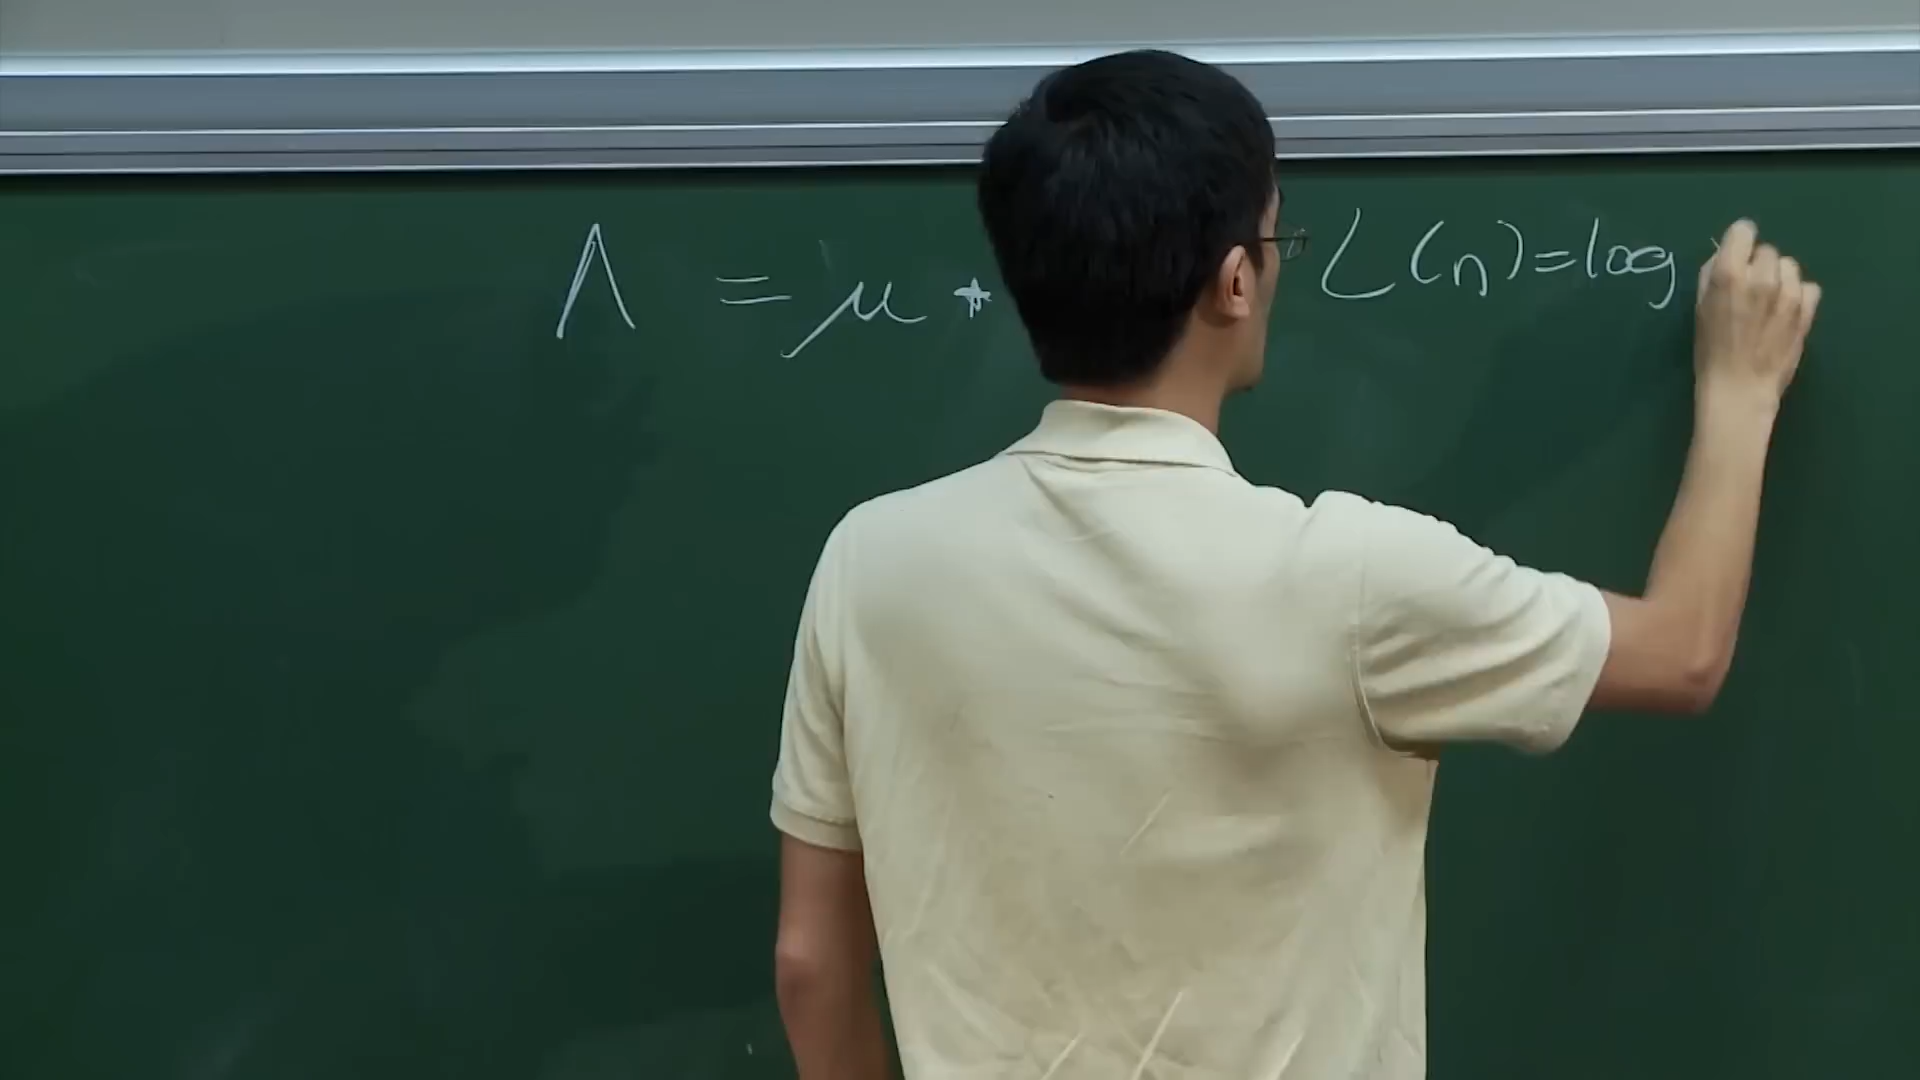 Λ = μ ⋆ L(n) = log